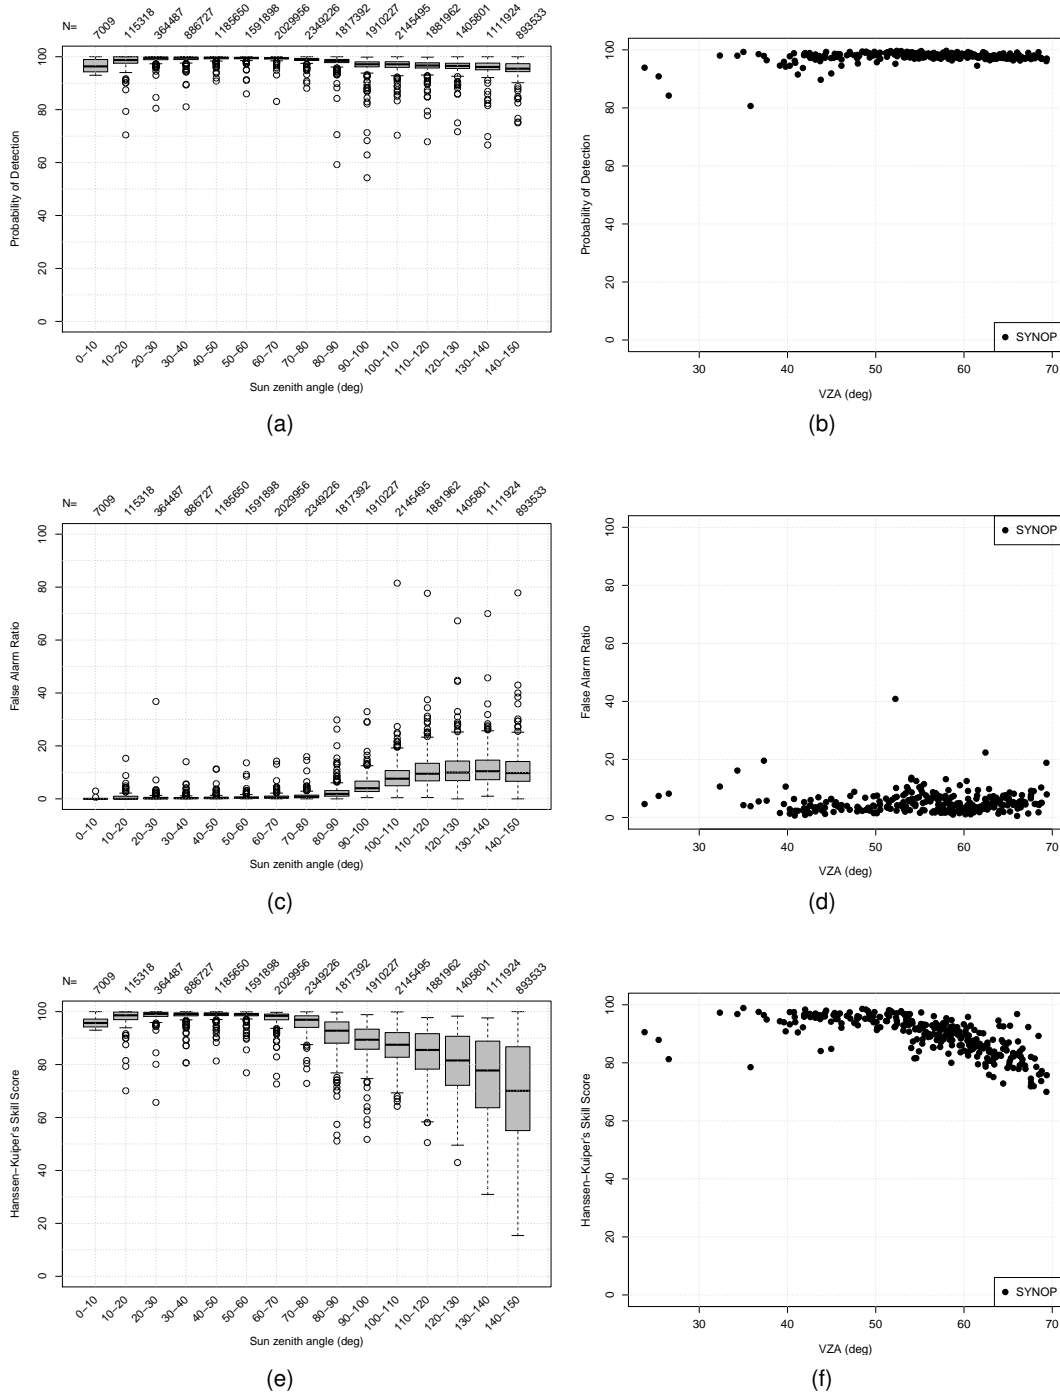 N= 7009 115318 364487 886727 1185650 1591898 2029956 2349226 1817392 1910227 2145495 1881962 1405801 1111924 893533
Probability of Detection
100
80
60
40
20
0
0−10 10−20 20−30 30−40 40−50 50−60 60−70 70−80 80−90 90−100 100−110 110−120 120−130 130−140 140−150
Sun zenith angle (deg)
(a)
Probability of Detection
100
80
60
40
20
0
SYNOP
30 40 50 60 70
VZA (deg)
(b)
N= 7009 115318 364487 886727 1185650 1591898 2029956 2349226 1817392 1910227 2145495 1881962 1405801 1111924 893533
False Alarm Ratio
100
80
60
40
20
0
0−10 10−20 20−30 30−40 40−50 50−60 60−70 70−80 80−90 90−100 100−110 110−120 120−130 130−140 140−150
Sun zenith angle (deg)
(c)
SYNOP
False Alarm Ratio
100
80
60
40
20
0
30 40 50 60 70
VZA (deg)
(d)
N= 7009 115318 364487 886727 1185650 1591898 2029956 2349226 1817392 1910227 2145495 1881962 1405801 1111924 893533
Hanssen−Kuiper's Skill Score
100
80
60
40
20
0
0−10 10−20 20−30 30−40 40−50 50−60 60−70 70−80 80−90 90−100 100−110 110−120 120−130 130−140 140−150
Sun zenith angle (deg)
(e)
Hanssen−Kuiper's Skill Score
100
80
60
40
20
0
SYNOP
30 40 50 60 70
VZA (deg)
(f)